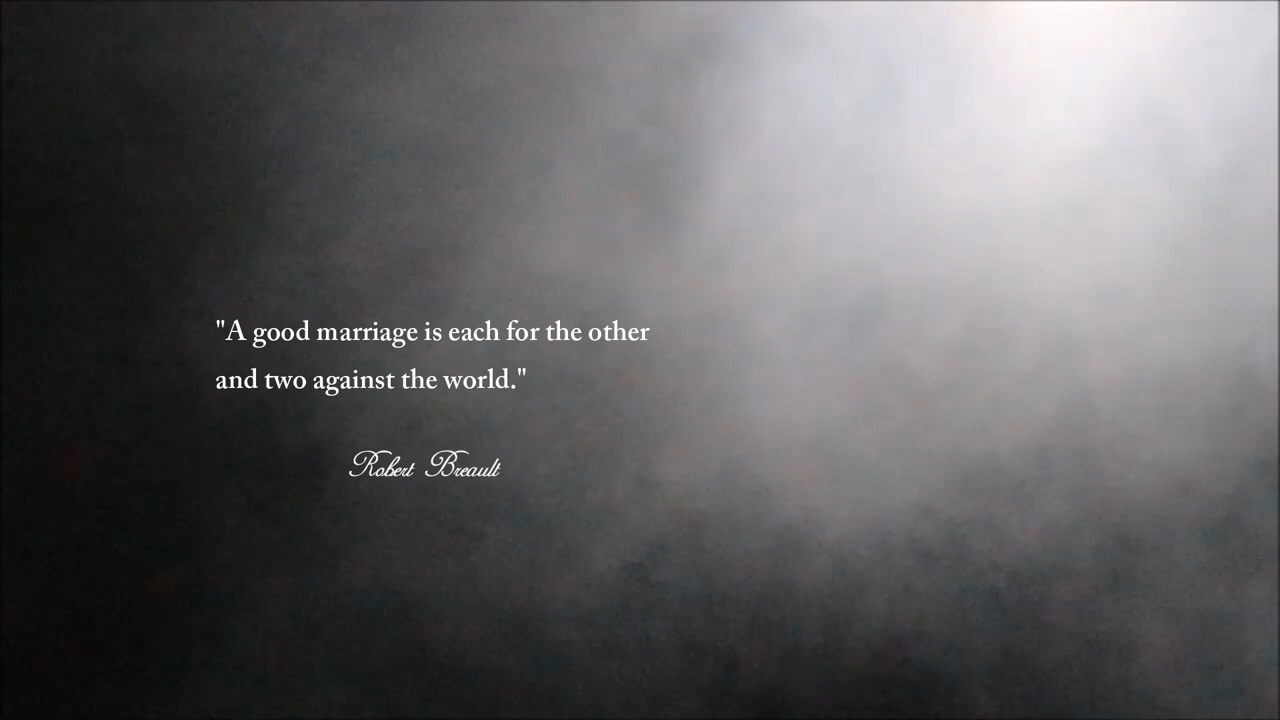 "A good marriage is each for the other
and two against the world."
Robert Breault